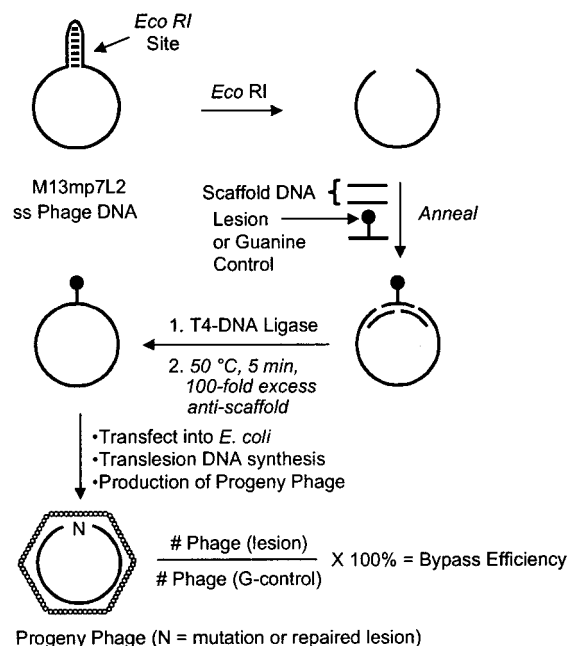 Eco RI
Site
Eco RI
M13mp7L2
ss Phage DNA
Scaffold DNA
Lesion
or Guanine
Control
Anneal
1. T4-DNA Ligase
2. 50 °C, 5 min,
100-fold excess
anti-scaffold
•Transfect into E. coli
•Translesion DNA synthesis
•Production of Progeny Phage
N
# Phage (lesion)
# Phage (G-control)
X 100% = Bypass Efficiency
Progeny Phage (N = mutation or repaired lesion)